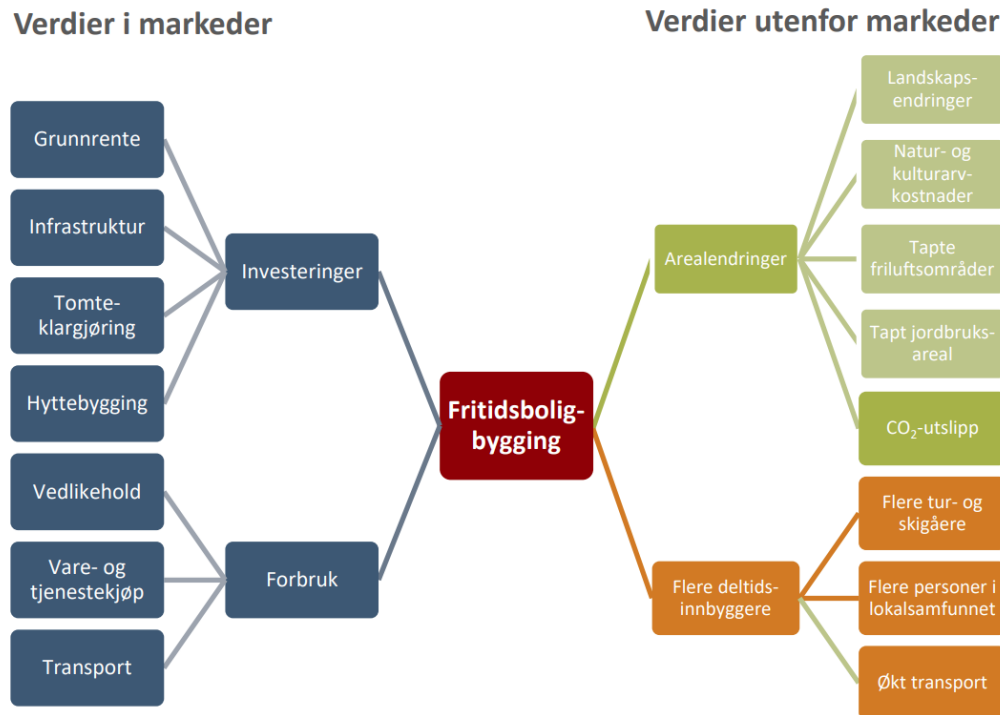 Verdier i markeder
Verdier utenfor markeder
Grunnrente
Infrastruktur
Tomte-
klargjøring
Hyttebygging
Vedlikehold
Vare- og
tjenestekjøp
Transport
Investeringer
Forbruk
Fritidsbolig-
bygging
Arealendringer
Flere deltids-
innbyggere
Landskaps-
endringer
Natur- og
kulturarv-
kostnader
Tapte
friluftsområder
Tapt jordbruks-
areal
CO₂-utslipp
Flere tur- og
skigåere
Flere personer i
lokalsamfunnet
Økt transport